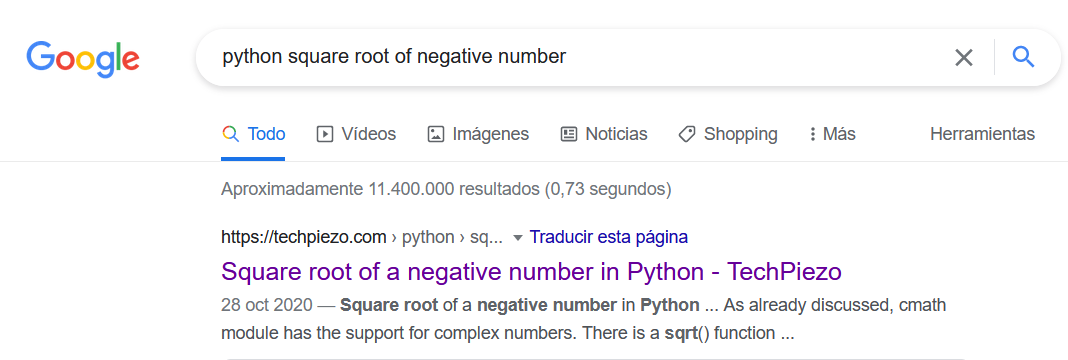 Google
python square root of negative number
Todo Vídeos Imágenes Noticias Shopping Más Herramientas
Aproximadamente 11.400.000 resultados (0,73 segundos)
https://techpiezo.com › python › sq... Traducir esta página
Square root of a negative number in Python - TechPiezo
28 oct 2020 — Square root of a negative number in Python ... As already discussed, cmath
module has the support for complex numbers. There is a sqrt() function ...